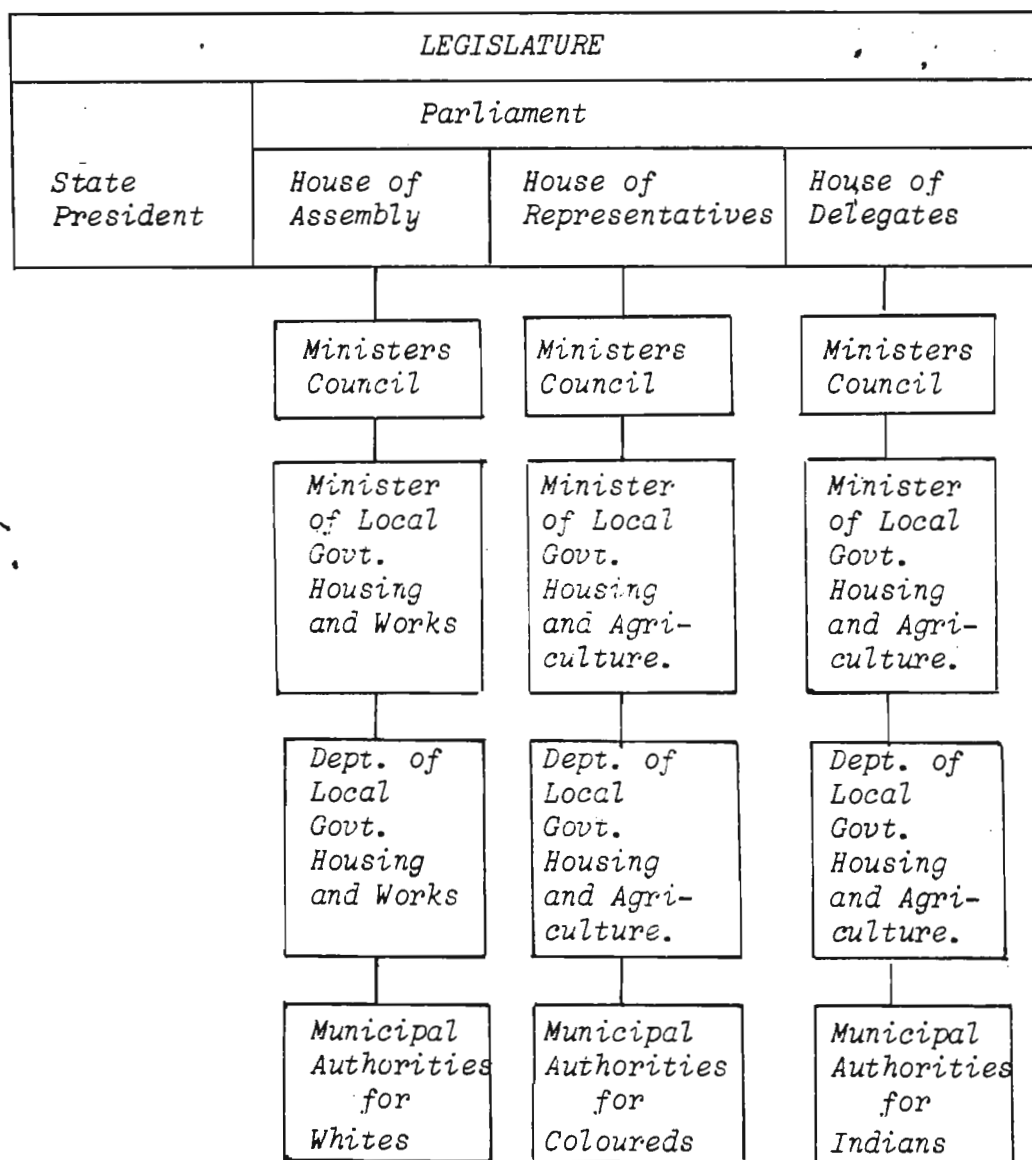 LEGISLATURE
Parliament
State
President
House of
Assembly
House of
Representatives
House of
Delegates
Ministers
Council
Ministers
Council
Ministers
Council
Minister
of Local
Govt.
Housing
and Works
Minister
of Local
Govt.
Housing
and Agri-
culture.
Minister
of Local
Govt.
Housing
and Agri-
culture.
Dept. of
Local
Govt.
Housing
and Works
Dept. of
Local
Govt.
Housing
and Agri-
culture.
Dept. of
Local
Govt.
Housing
and Agri-
culture.
Municipal
Authorities
for
Whites
Municipal
Authorities
for
Coloureds
Municipal
Authorities
for
Indians